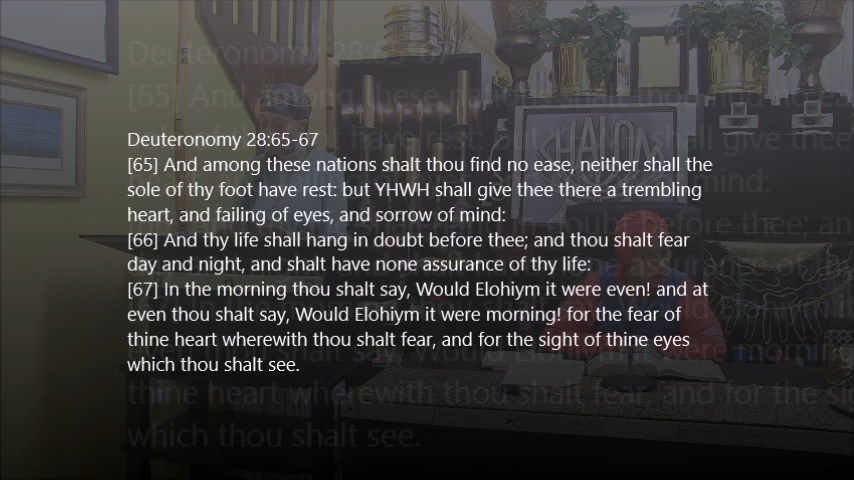 Deuteronomy 28:65-67
[65] And among these nations shalt thou find no ease, neither shall the
sole of thy foot have rest: but YHWH shall give thee there a trembling
heart, and failing of eyes, and sorrow of mind:
[66] And thy life shall hang in doubt before thee; and thou shalt fear
day and night, and shalt have none assurance of thy life:
[67] In the morning thou shalt say, Would Elohiym it were even! and at
even thou shalt say, Would Elohiym it were morning! for the fear of
thine heart wherewith thou shalt fear, and for the sight of thine eyes
which thou shalt see.
SHALOM